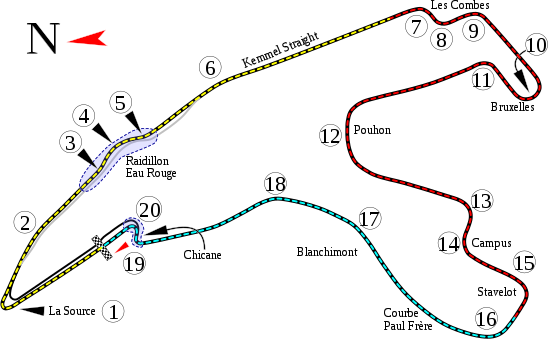 N
Les Combes
7
8
9
10
Kemmel Straight
6
11
Bruxelles
5
4
3
Raidillon
Eau Rouge
12
Pouhon
2
18
20
17
13
14
Campus
19
Chicane
Blanchimont
15
Stavelot
La Source
1
Courbe
Paul Frère
16